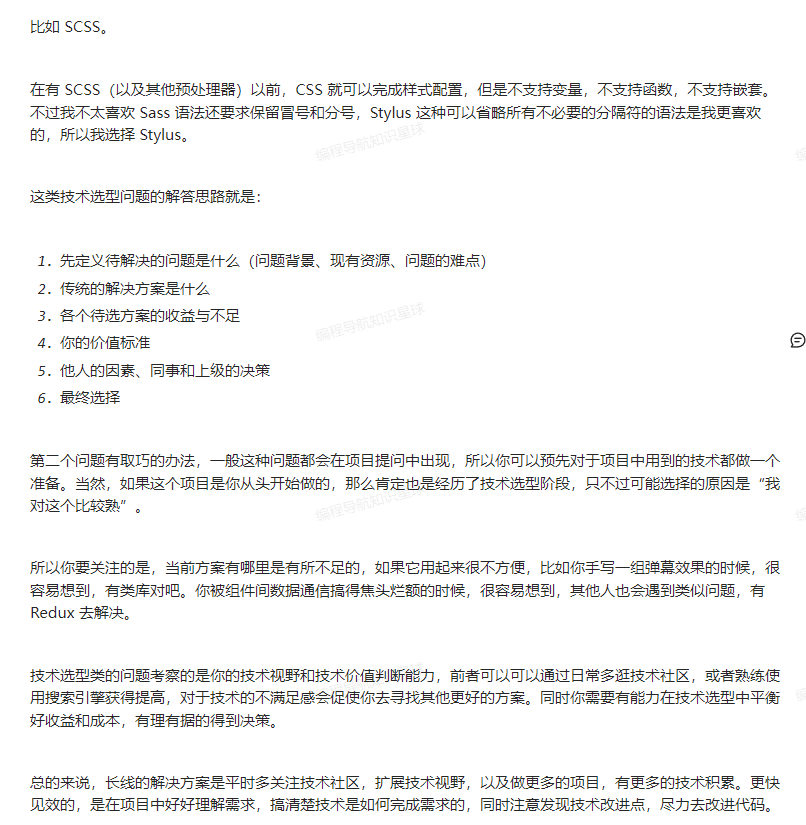 比如 SCSS。
在有 SCSS（以及其他预处理器）以前，CSS 就可以完成样式配置，但是不支持变量，不支持函数，不支持嵌套。
不过我不太喜欢 Sass 语法还要求保留冒号和分号，Stylus 这种可以省略所有不必要的分隔符的语法是我更喜欢
的，所以我选择 Stylus。
编程导航知识星球
这类技术选型问题的解答思路就是：
1. 先定义待解决的问题是什么（问题背景、现有资源、问题的难点）
2. 传统的解决方案是什么
3. 各个待选方案的收益与不足
编程导航知识星球
4. 你的价值标准
5. 他人的因素、同事和上级的决策
6. 最终选择
第二个问题有取巧的办法，一般这种问题都会在项目提问中出现，所以你可以预先对于项目中用到的技术都做一个
准备。当然，如果这个项目是你从头开始做的，那么肯定也是经历了技术选型阶段，只不过可能选择的原因是“我
对这个比较熟”。
编程导航知识星球
所以你要关注的是，当前方案有哪里是有所不足的，如果它用起来很不方便，比如你手写一组弹幕效果的时候，很
容易想到，有类库对吧。你被组件间数据通信搞得焦头烂额的时候，很容易想到，其他人也会遇到类似问题，有
Redux 去解决。
技术选型类的问题考察的是你的技术视野和技术价值判断能力，前者可以可以通过日常多逛技术社区，或者熟练使
用搜索引擎获得提高，对于技术的不满足感会促使你去寻找其他更好的方案。同时你需要有能力在技术选型中平衡
好收益和成本，有理有据的得到决策。
总的来说，长线的解决方案是平时多关注技术社区，扩展技术视野，以及做更多的项目，有更多的技术积累。更快
见效的，是在项目中好好理解需求，搞清楚技术是如何完成需求的，同时注意发现技术改进点，尽力去改进代码。